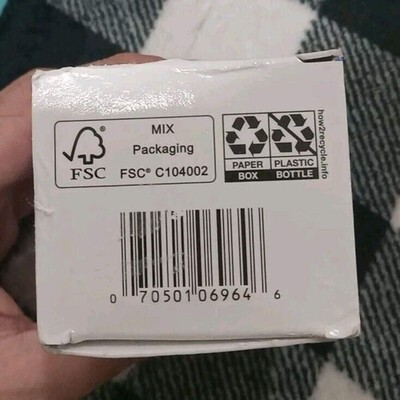 MIX
Packaging
FSC
FSC® C104002
PAPER
BOX
PLASTIC
BOTTLE
how2recycle.info
0 70501 06964 6